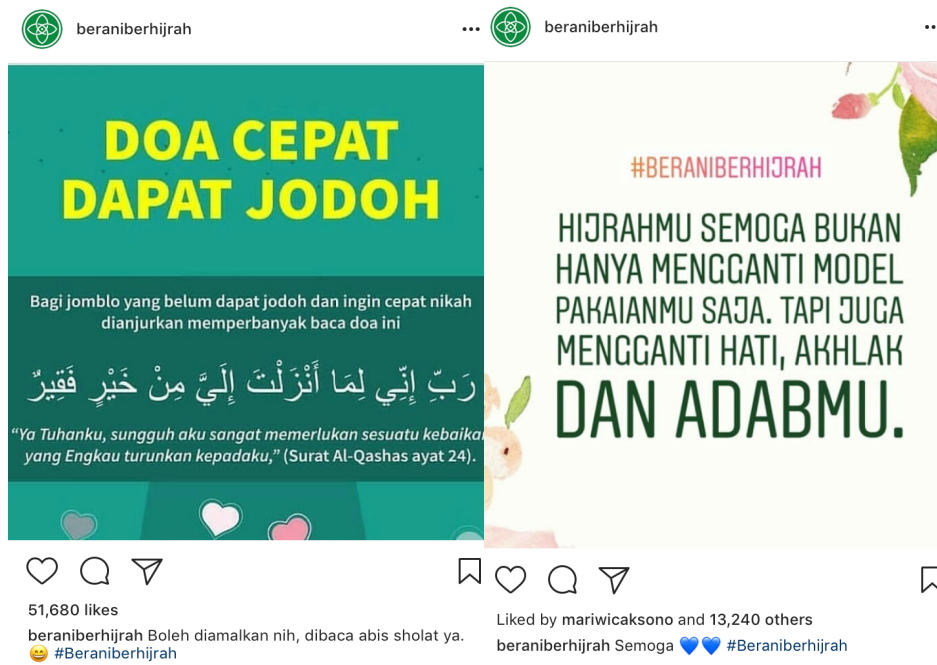 beraniberhijrah
DOA CEPAT
DAPAT JODOH
Bagi jomblo yang belum dapat jodoh dan ingin cepat nikah
dianjurkan memperbanyak baca doa ini
رَبِّ إِنِّي لِمَا أَنْزَلْتَ إِلَيَّ مِنْ خَيْرٍ فَقِيرٌ
“Ya Tuhanku, sungguh aku sangat memerlukan sesuatu kebaika
yang Engkau turunkan kepadaku,” (Surat Al-Qashas ayat 24).
51,680 likes
beraniberhijrah Boleh diamalkan nih, dibaca abis sholat ya.
😄 #Beraniberhijrah
beraniberhijrah
#BERANIBERHIJRAH
HIJRAHMU SEMOGA BUKAN
HANYA MENGGANTI MODEL
PAKAIANMU SAJA. TAPI JUGA
MENGGANTI HATI, AKHLAK
DAN ADABMU.
Liked by mariwicaksono and 13,240 others
beraniberhijrah Semoga 💙💙 #Beraniberhijrah